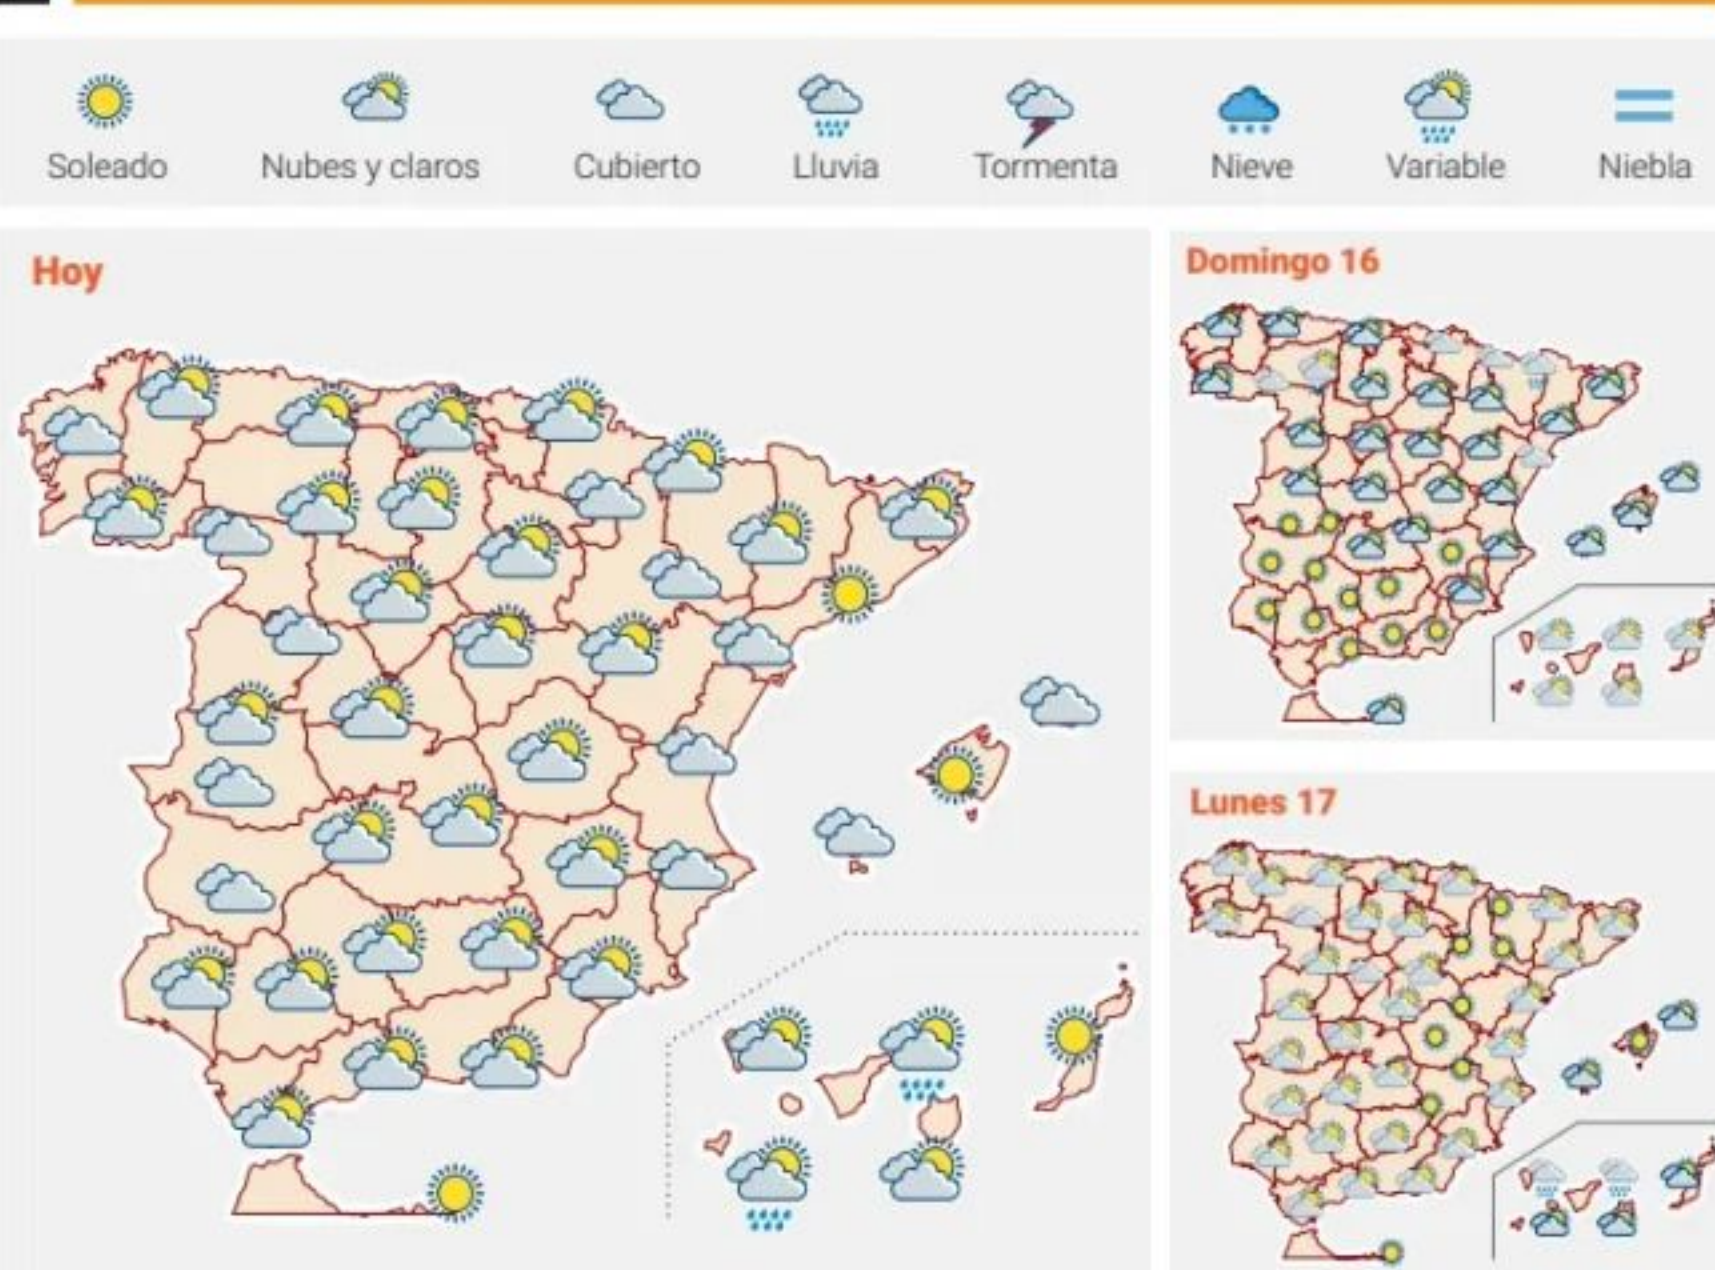 Soleado
Nubes y claros
Cubierto
Lluvia
Tormenta
Nieve
Variable
Niebla
Hoy
Domingo 16
Lunes 17